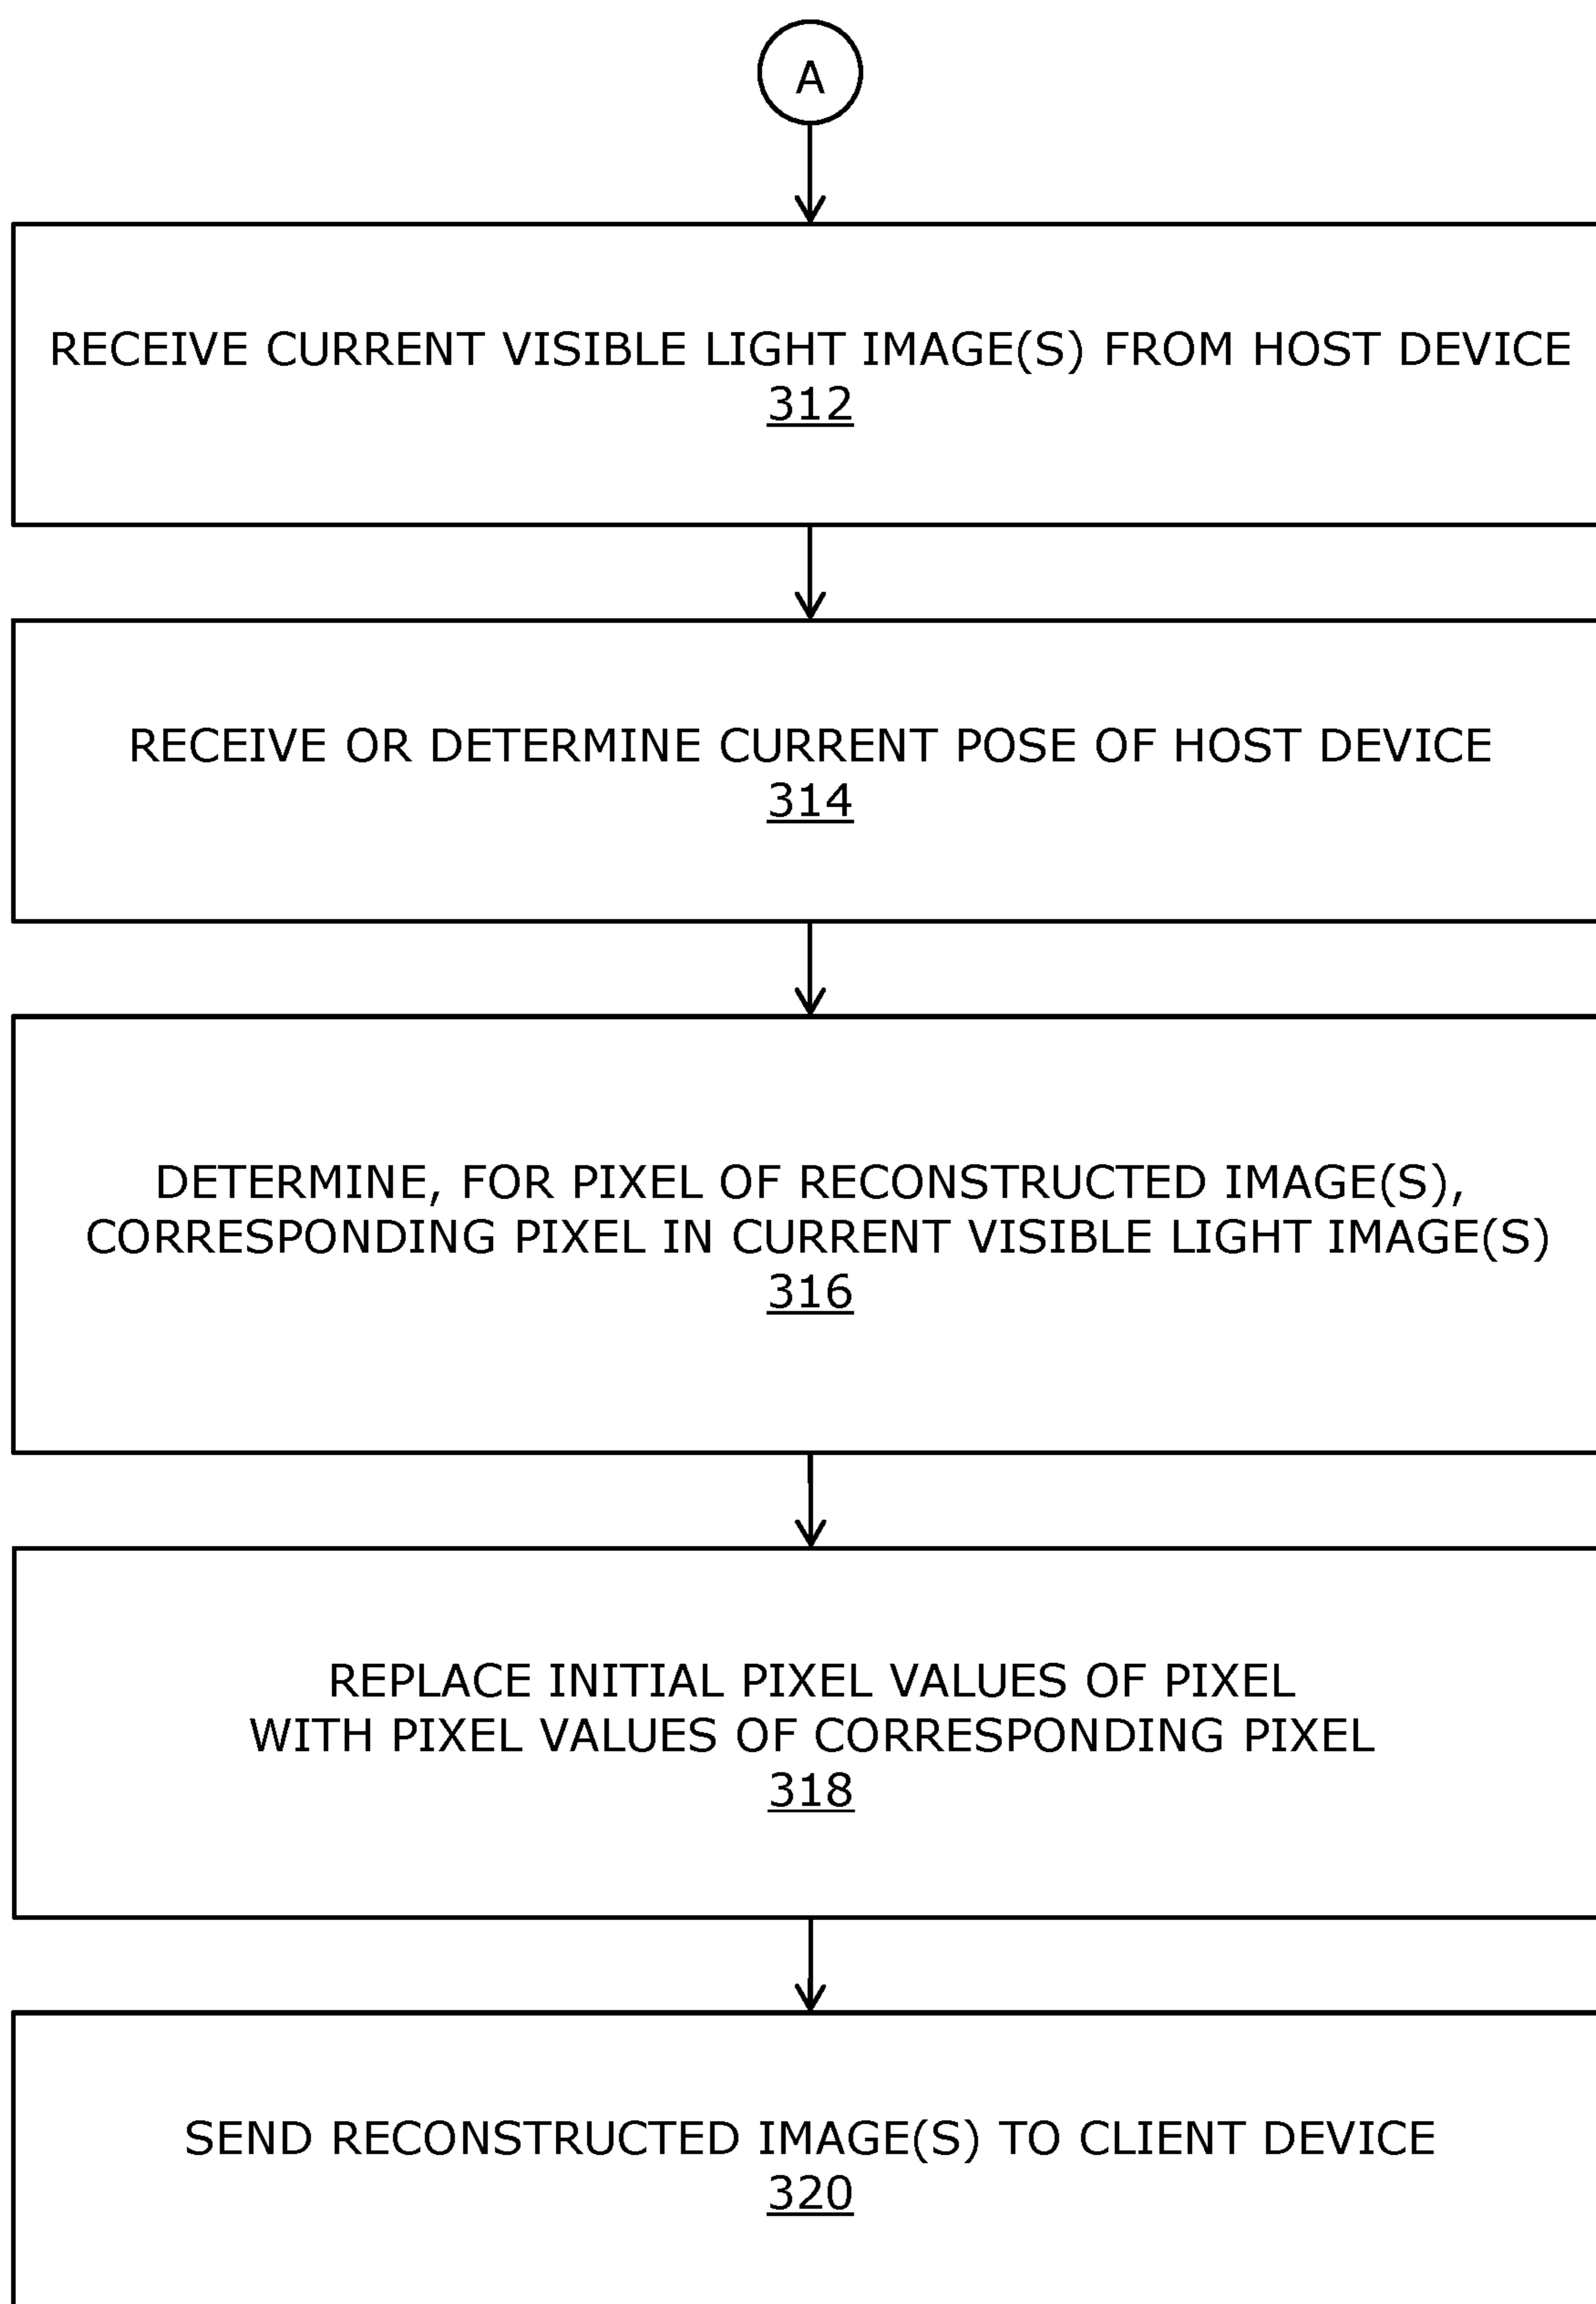 A
RECEIVE CURRENT VISIBLE LIGHT IMAGE(S) FROM HOST DEVICE
312
RECEIVE OR DETERMINE CURRENT POSE OF HOST DEVICE
314
DETERMINE, FOR PIXEL OF RECONSTRUCTED IMAGE(S),
CORRESPONDING PIXEL IN CURRENT VISIBLE LIGHT IMAGE(S)
316
REPLACE INITIAL PIXEL VALUES OF PIXEL
WITH PIXEL VALUES OF CORRESPONDING PIXEL
318
SEND RECONSTRUCTED IMAGE(S) TO CLIENT DEVICE
320